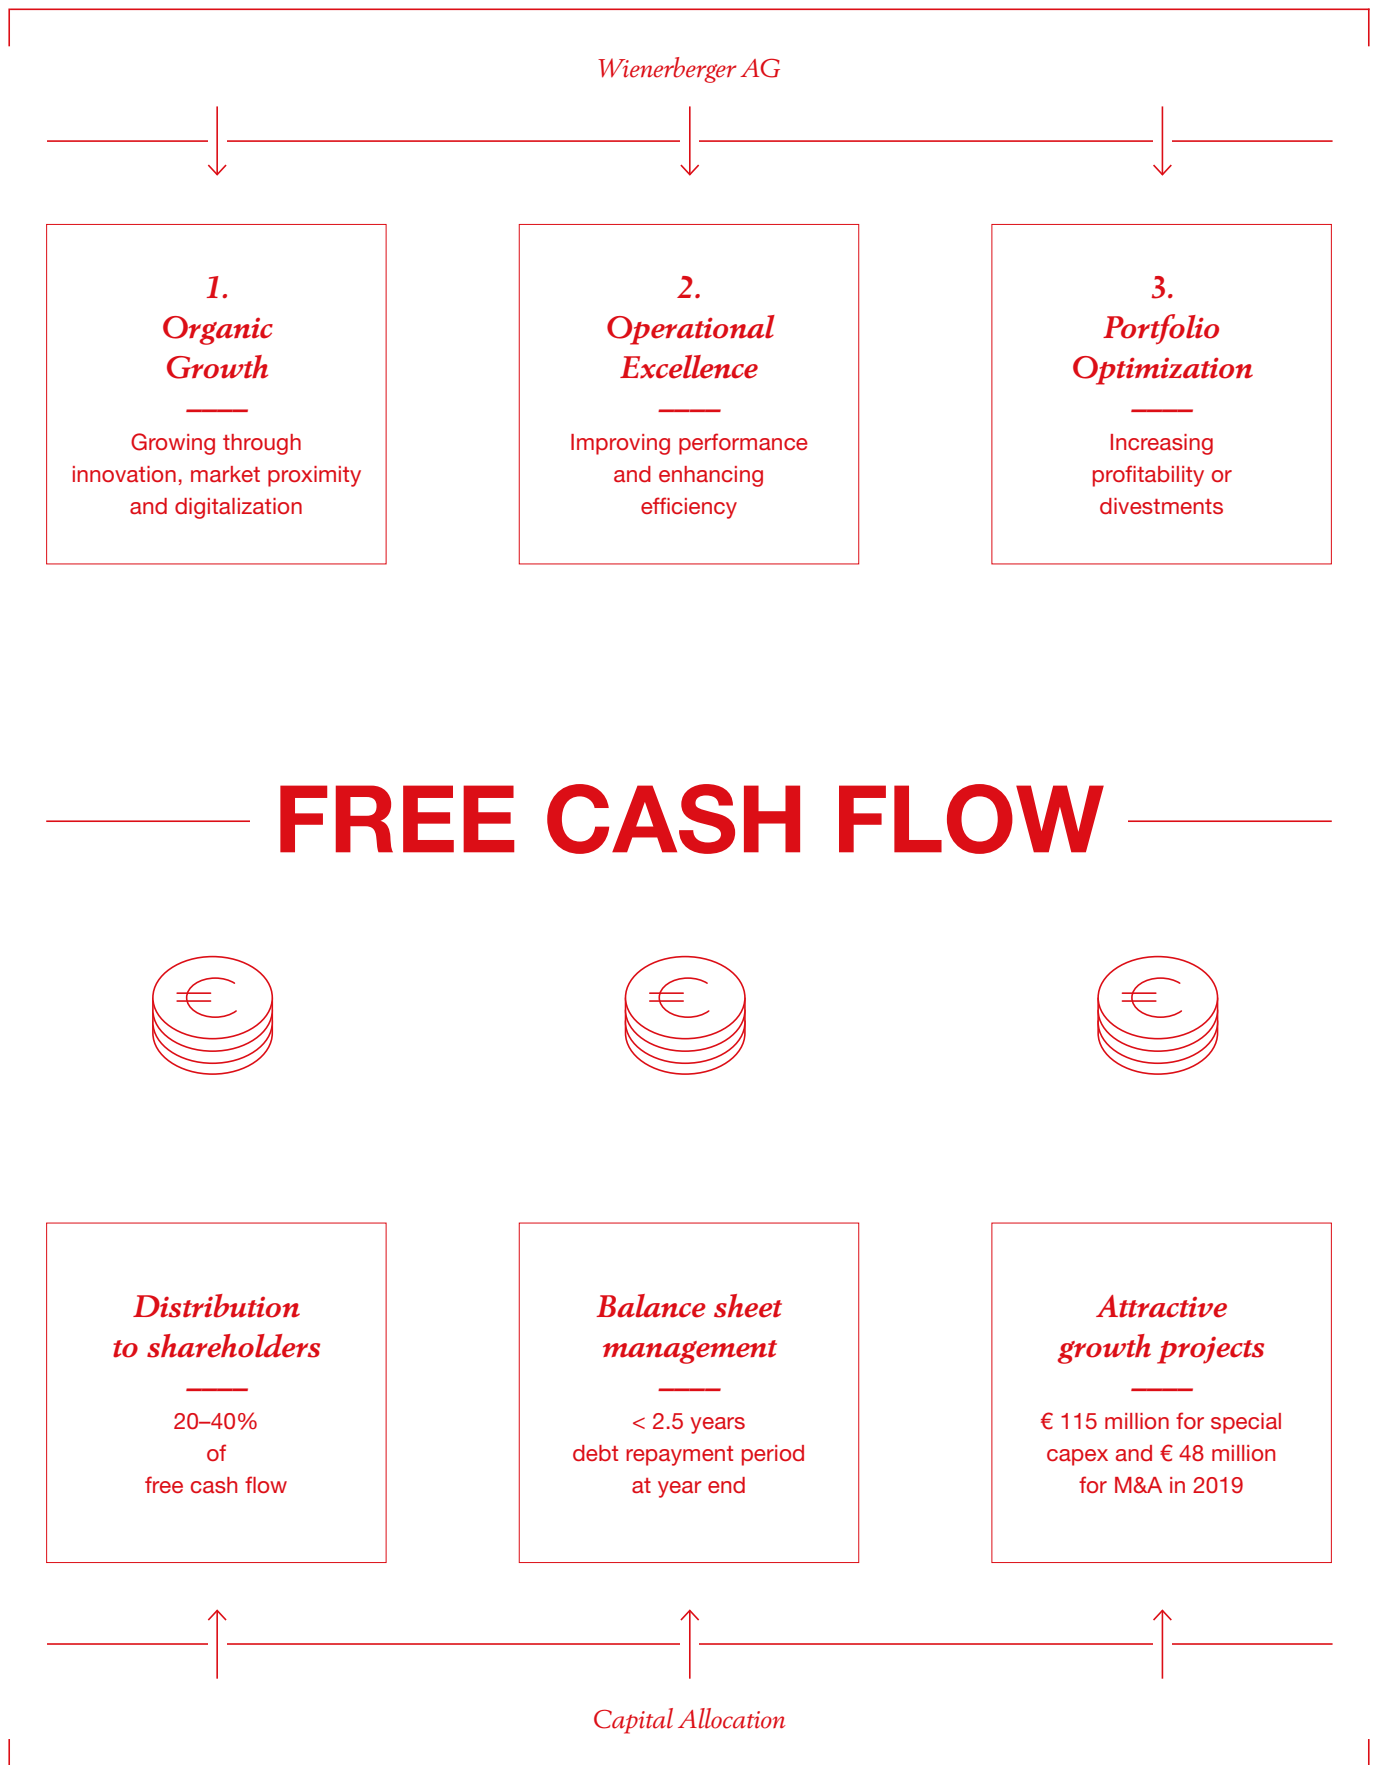 Wienerberger AG
1.
Organic
Growth
Growing through
innovation, market proximity
and digitalization
2.
Operational
Excellence
Improving performance
and enhancing
efficiency
3.
Portfolio
Optimization
Increasing
profitability or
divestments
FREE CASH FLOW
€
€
€
Distribution
to shareholders
20–40%
of
free cash flow
Balance sheet
management
< 2.5 years
debt repayment period
at year end
Attractive
growth projects
€ 115 million for special
capex and € 48 million
for M&A in 2019
Capital Allocation